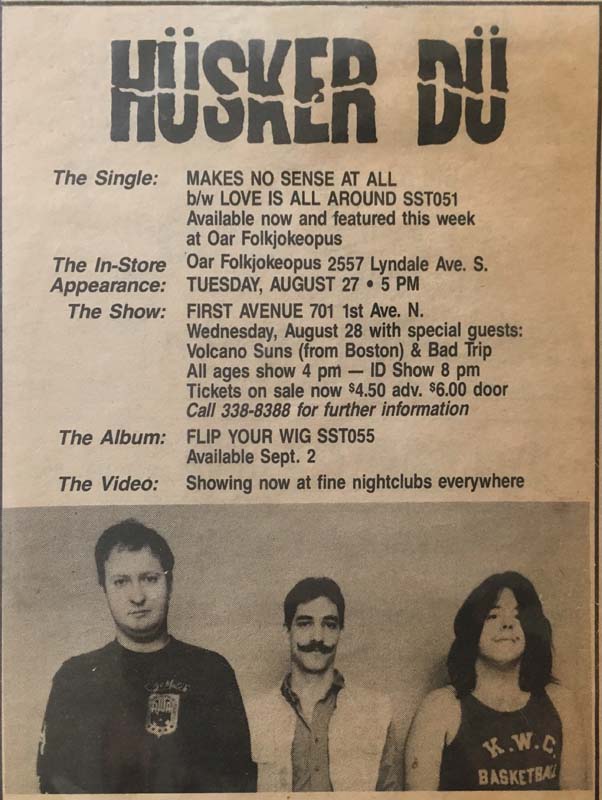 HÜSKER DÜ
The Single: MAKES NO SENSE AT ALL
b/w LOVE IS ALL AROUND SST051
Available now and featured this week
at Oar Folkjokeopus
The In-Store Oar Folkjokeopus 2557 Lyndale Ave. S.
Appearance: TUESDAY, AUGUST 27 • 5 PM
The Show: FIRST AVENUE 701 1st Ave. N.
Wednesday, August 28 with special guests:
Volcano Suns (from Boston) & Bad Trip
All ages show 4 pm — ID Show 8 pm
Tickets on sale now $4.50 adv. $6.00 door
Call 338-8388 for further information
The Album: FLIP YOUR WIG SST055
Available Sept. 2
The Video: Showing now at fine nightclubs everywhere
K.W.C.
BASKETBALL